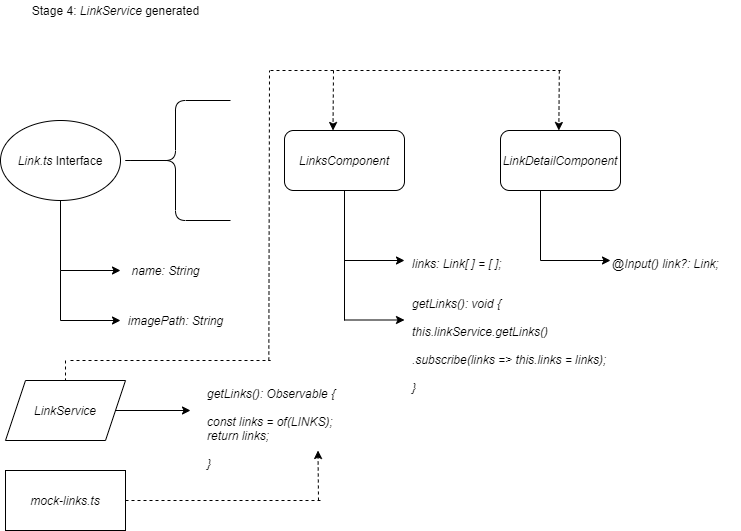 Stage 4: LinkService generated
Link.ts Interface
LinksComponent
LinkDetailComponent
name: String
imagePath: String
links: Link[] = [];
@Input() link?: Link;
getLinks(): void {
this.linkService.getLinks()
.subscribe(links => this.links = links);
}
LinkService
getLinks(): Observable {
const links = of(LINKS);
return links;
}
mock-links.ts